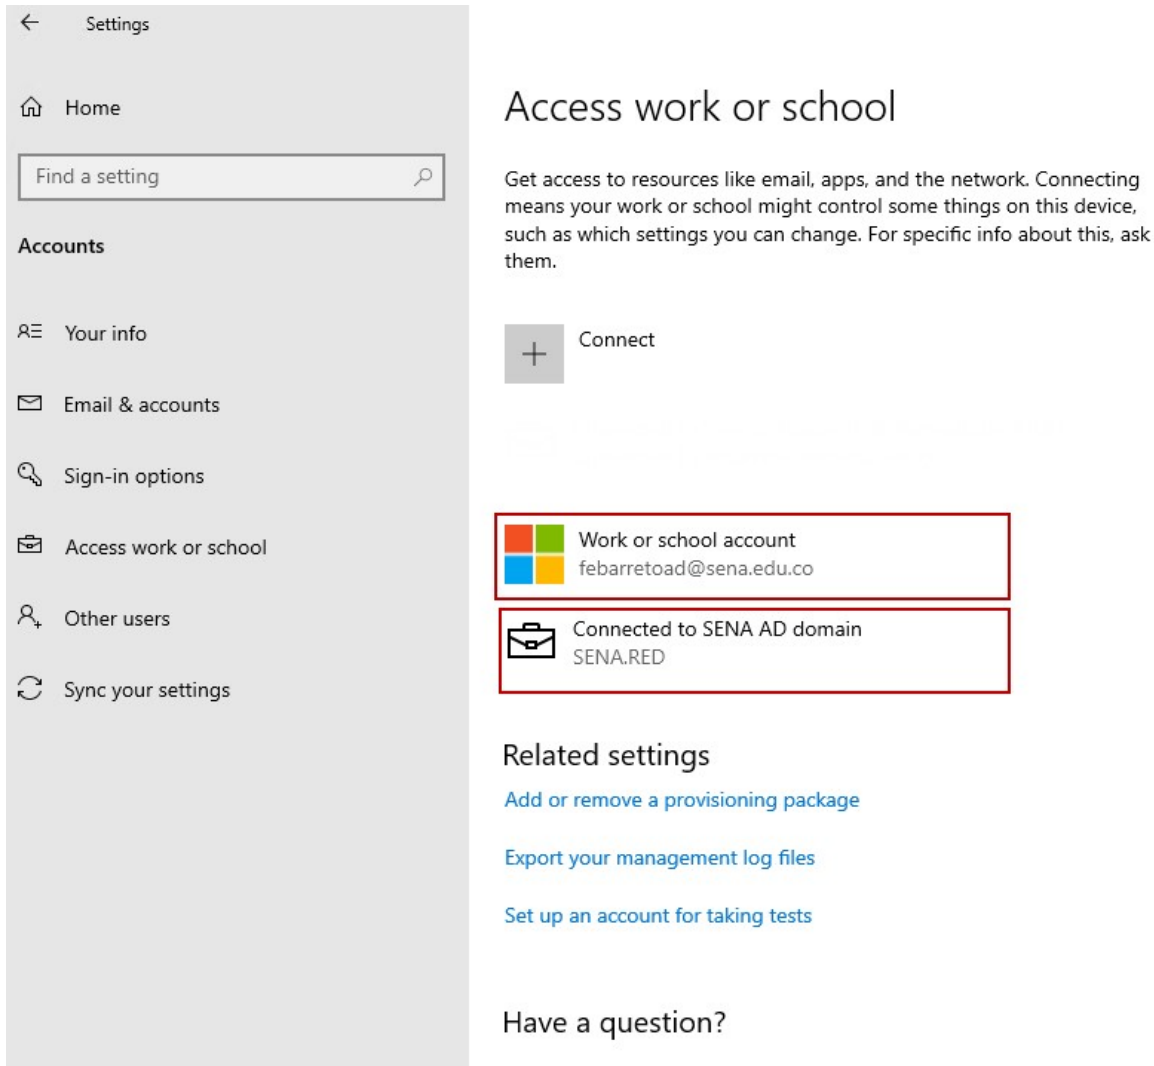 Settings
Home
Find a setting
Accounts
Your info
Email & accounts
Sign-in options
Access work or school
Other users
Sync your settings
Access work or school
Get access to resources like email, apps, and the network. Connecting
means your work or school might control some things on this device,
such as which settings you can change. For specific info about this, ask
them.
Connect
Work or school account
febarretoad@sena.edu.co
Connected to SENA AD domain
SENA.RED
Related settings
Add or remove a provisioning package
Export your management log files
Set up an account for taking tests
Have a question?